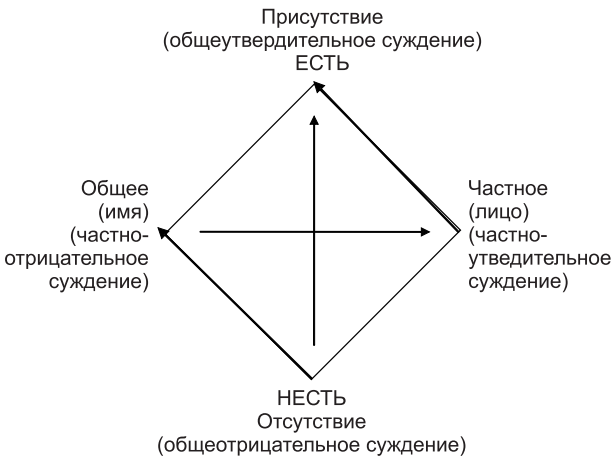 Присутствие
(общеутвердительное суждение)
ЕСТЬ
Общее
(имя)
(частно-
отрицательное
суждение)
Частное
(лицо)
(частно-
утведительное
суждение)
НЕСТЬ
Отсутствие
(общеотрицательное суждение)